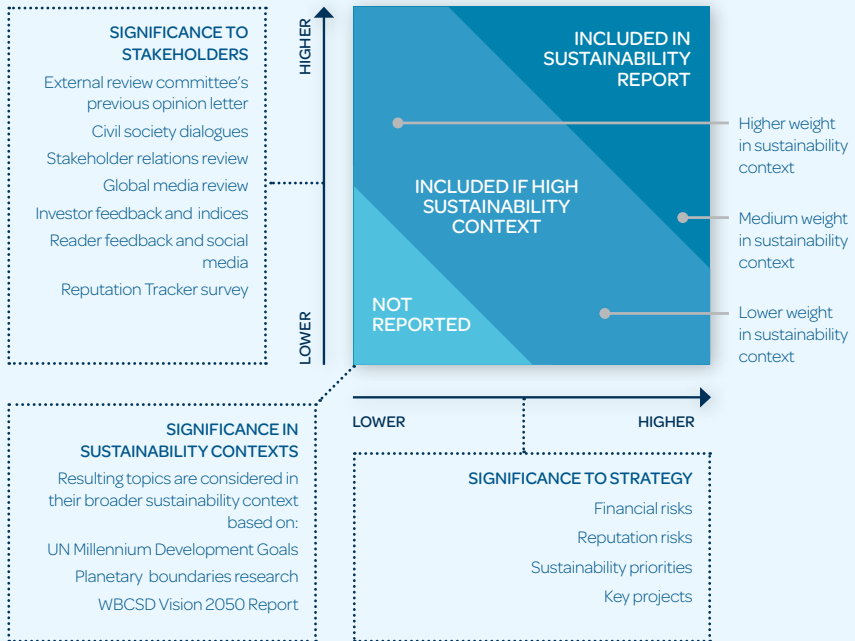 SIGNIFICANCE TO
STAKEHOLDERS
External review committee's
previous opinion letter
Civil society dialogues
Stakeholder relations review
Global media review
Investor feedback and indices
Reader feedback and social
media
Reputation Tracker survey
HIGHER
LOWER
INCLUDED IN
SUSTAINABILITY
REPORT
INCLUDED IF HIGH
SUSTAINABILITY
CONTEXT
NOT
REPORTED
Higher weight
in sustainability
context
Medium weight
in sustainability
context
Lower weight
in sustainability
context
LOWER
HIGHER
SIGNIFICANCE IN
SUSTAINABILITY CONTEXTS
Resulting topics are considered in
their broader sustainability context
based on:
UN Millennium Development Goals
Planetary boundaries research
WBCSD Vision 2050 Report
SIGNIFICANCE TO STRATEGY
Financial risks
Reputation risks
Sustainability priorities
Key projects